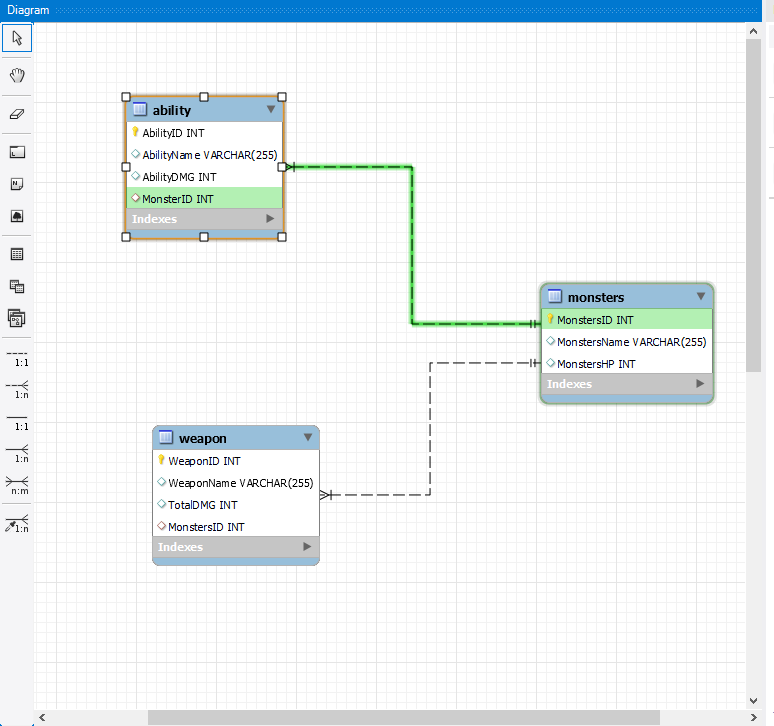 Diagram
ability
AbilityID INT
AbilityName VARCHAR(255)
AbilityDMG INT
MonsterID INT
Indexes
monsters
MonstersID INT
MonstersName VARCHAR(255)
MonstersHP INT
Indexes
weapon
WeaponID INT
WeaponName VARCHAR(255)
TotalDMG INT
MonstersID INT
Indexes
1:1
1:n
1:1
1:n
n:m
1:n